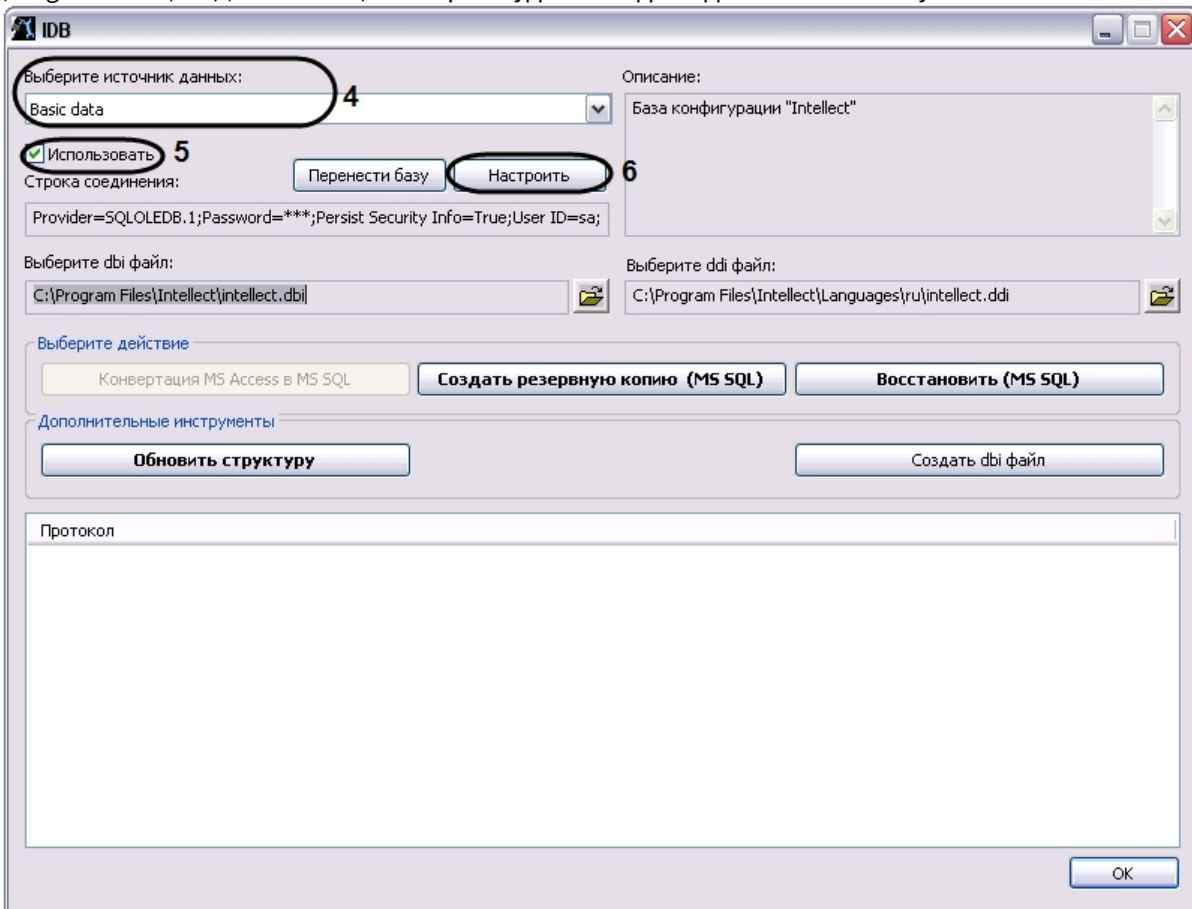 IDB
Выберите источник данных:
Basic data
4
Описание:
База конфигурации "Intellect"
Использовать
5
Перенести базу
Настроить
6
Строка соединения:
Provider=SQLOLEDB.1;Password=***;Persist Security Info=True;User ID=sa;
Выберите dbi файл:
C:\Program Files\Intellect\intellect.dbi
Выберите ddi файл:
C:\Program Files\Intellect\Languages\ru\intellect.ddi
Выберите действие
Конвертация MS Access в MS SQL
Создать резервную копию (MS SQL)
Восстановить (MS SQL)
Дополнительные инструменты
Обновить структуру
Создать dbi файл
Протокол
OK